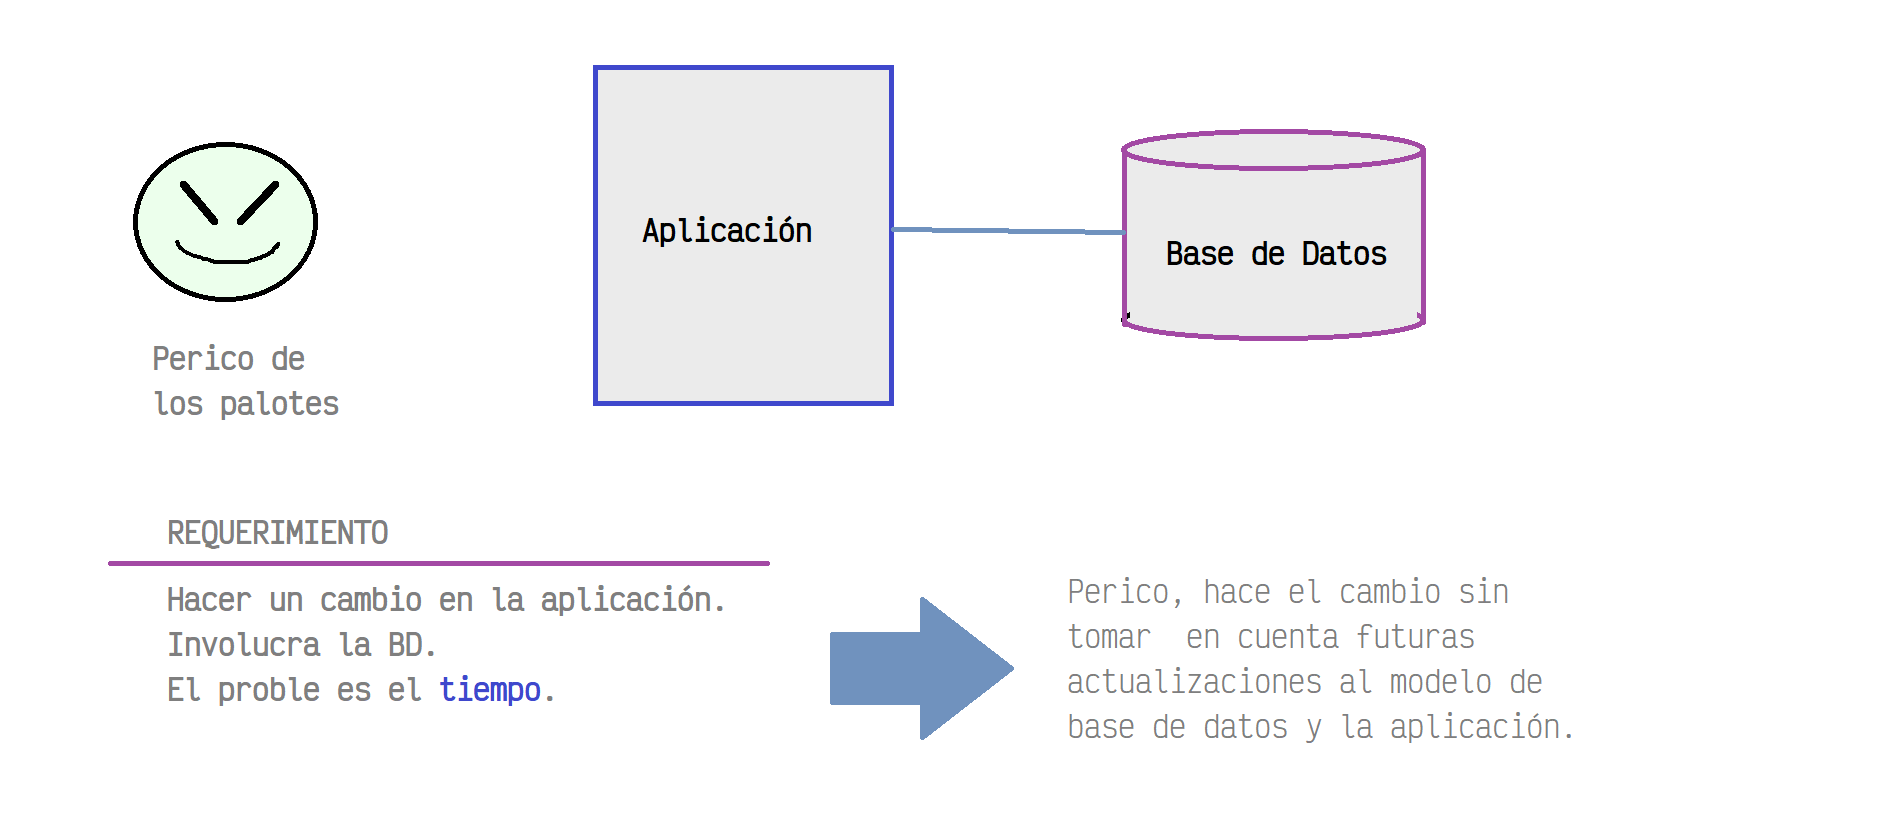 Aplicación
Base de Datos
Perico de
los palotes
REQUERIMIENTO
Hacer un cambio en la aplicación.
Involucra la BD.
El proble es el tiempo.
Perico, hace el cambio sin
tomar  en cuenta futuras
actualizaciones al modelo de
base de datos y la aplicación.